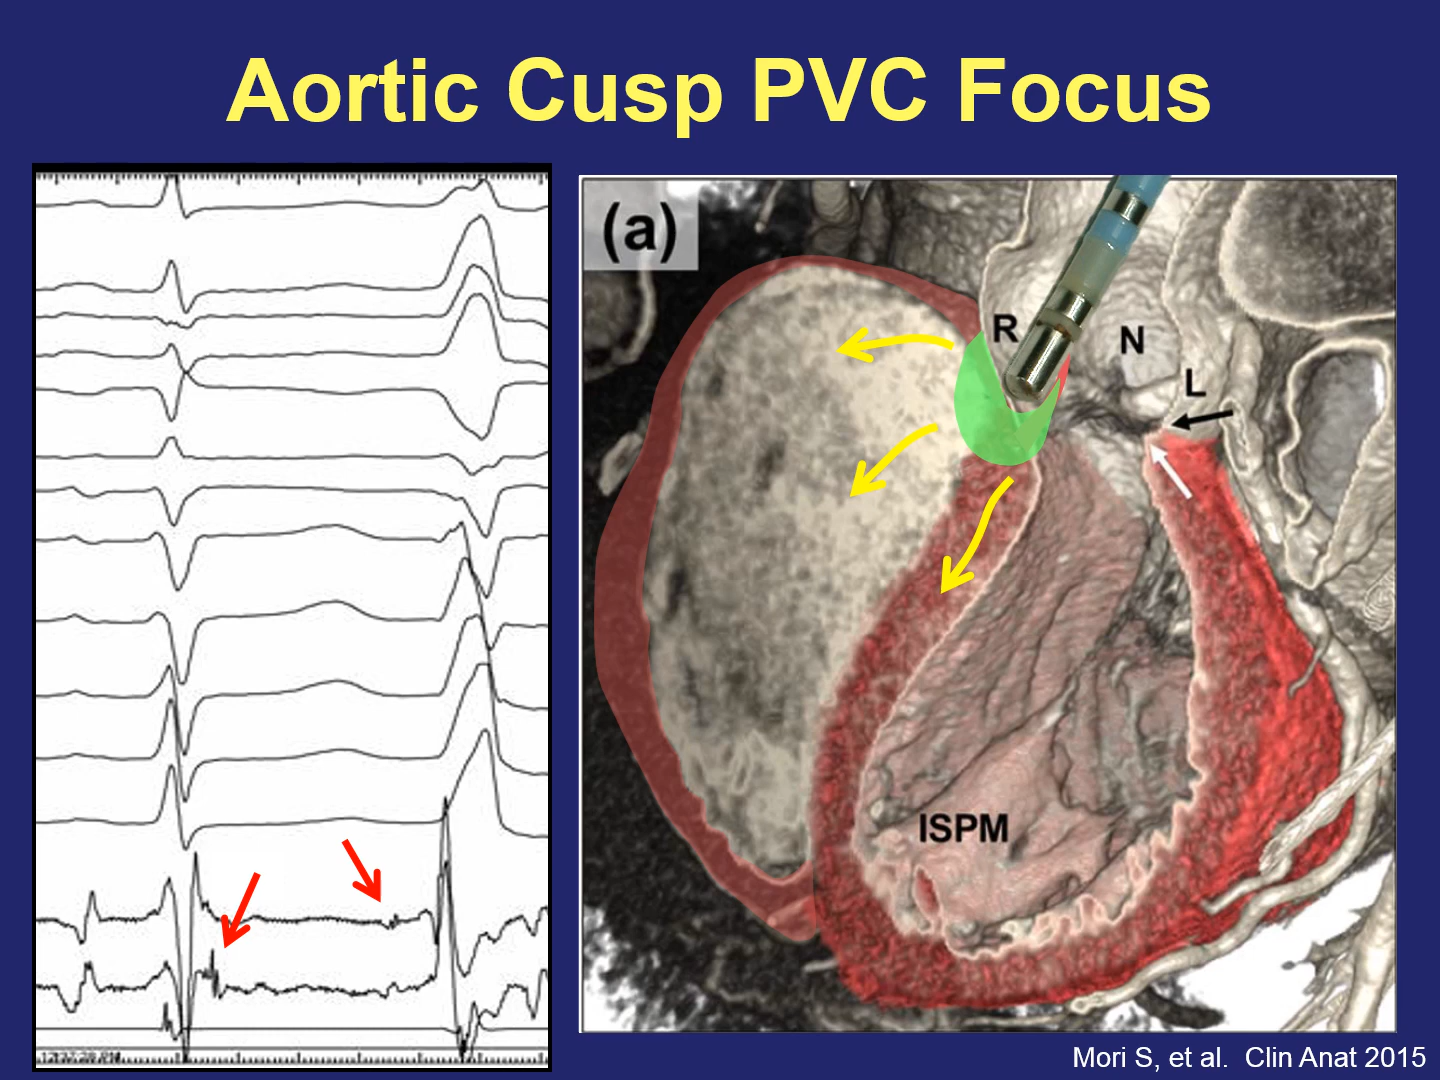 Aortic Cusp PVC Focus
(a)
R
N
L
ISPM
Mori S, et al. Clin Anat 2015